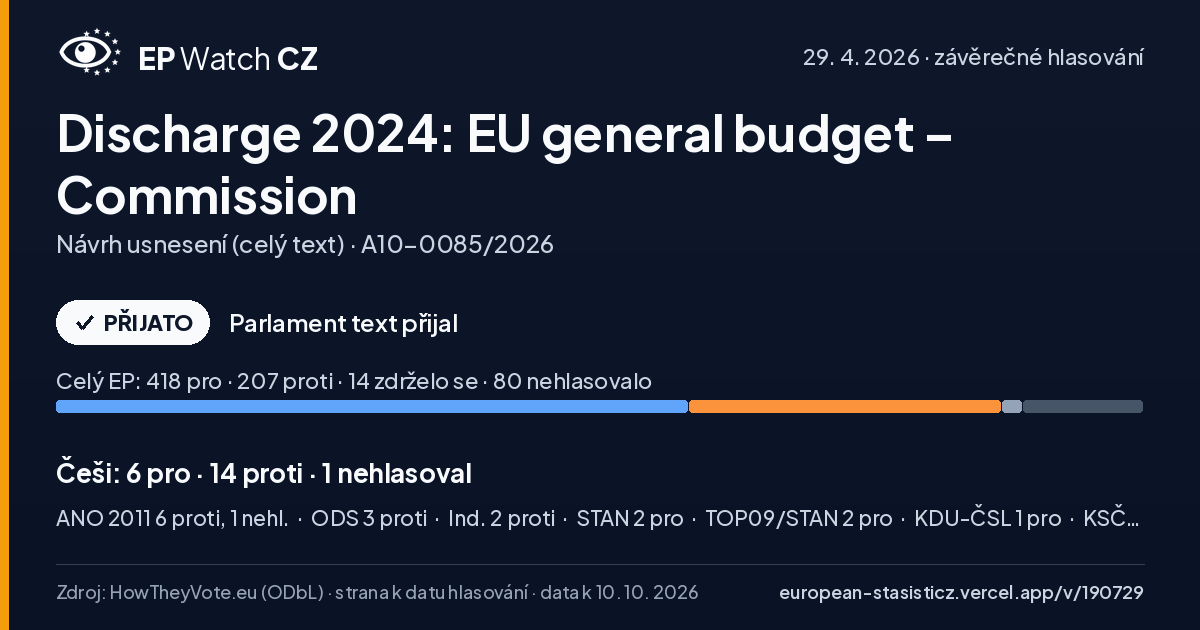 EP Watch CZ
29. 4. 2026 · závěrečné hlasování
Discharge 2024: EU general budget –
Commission
Návrh usnesení (celý text) · A10-0085/2026
✓ PŘIJATO
Parlament text přijal
Celý EP: 418 pro · 207 proti · 14 zdrželo se · 80 nehlasovalo
Češi: 6 pro · 14 proti · 1 nehlasoval
ANO 2011 6 proti, 1 nehl. · ODS 3 proti · Ind. 2 proti · STAN 2 pro · TOP09/STAN 2 pro · KDU-ČSL 1 pro · KSČ…
Zdroj: HowTheyVote.eu (ODbL) · strana k datu hlasování · data k 10. 10. 2026
european-stasisticz.vercel.app/v/190729